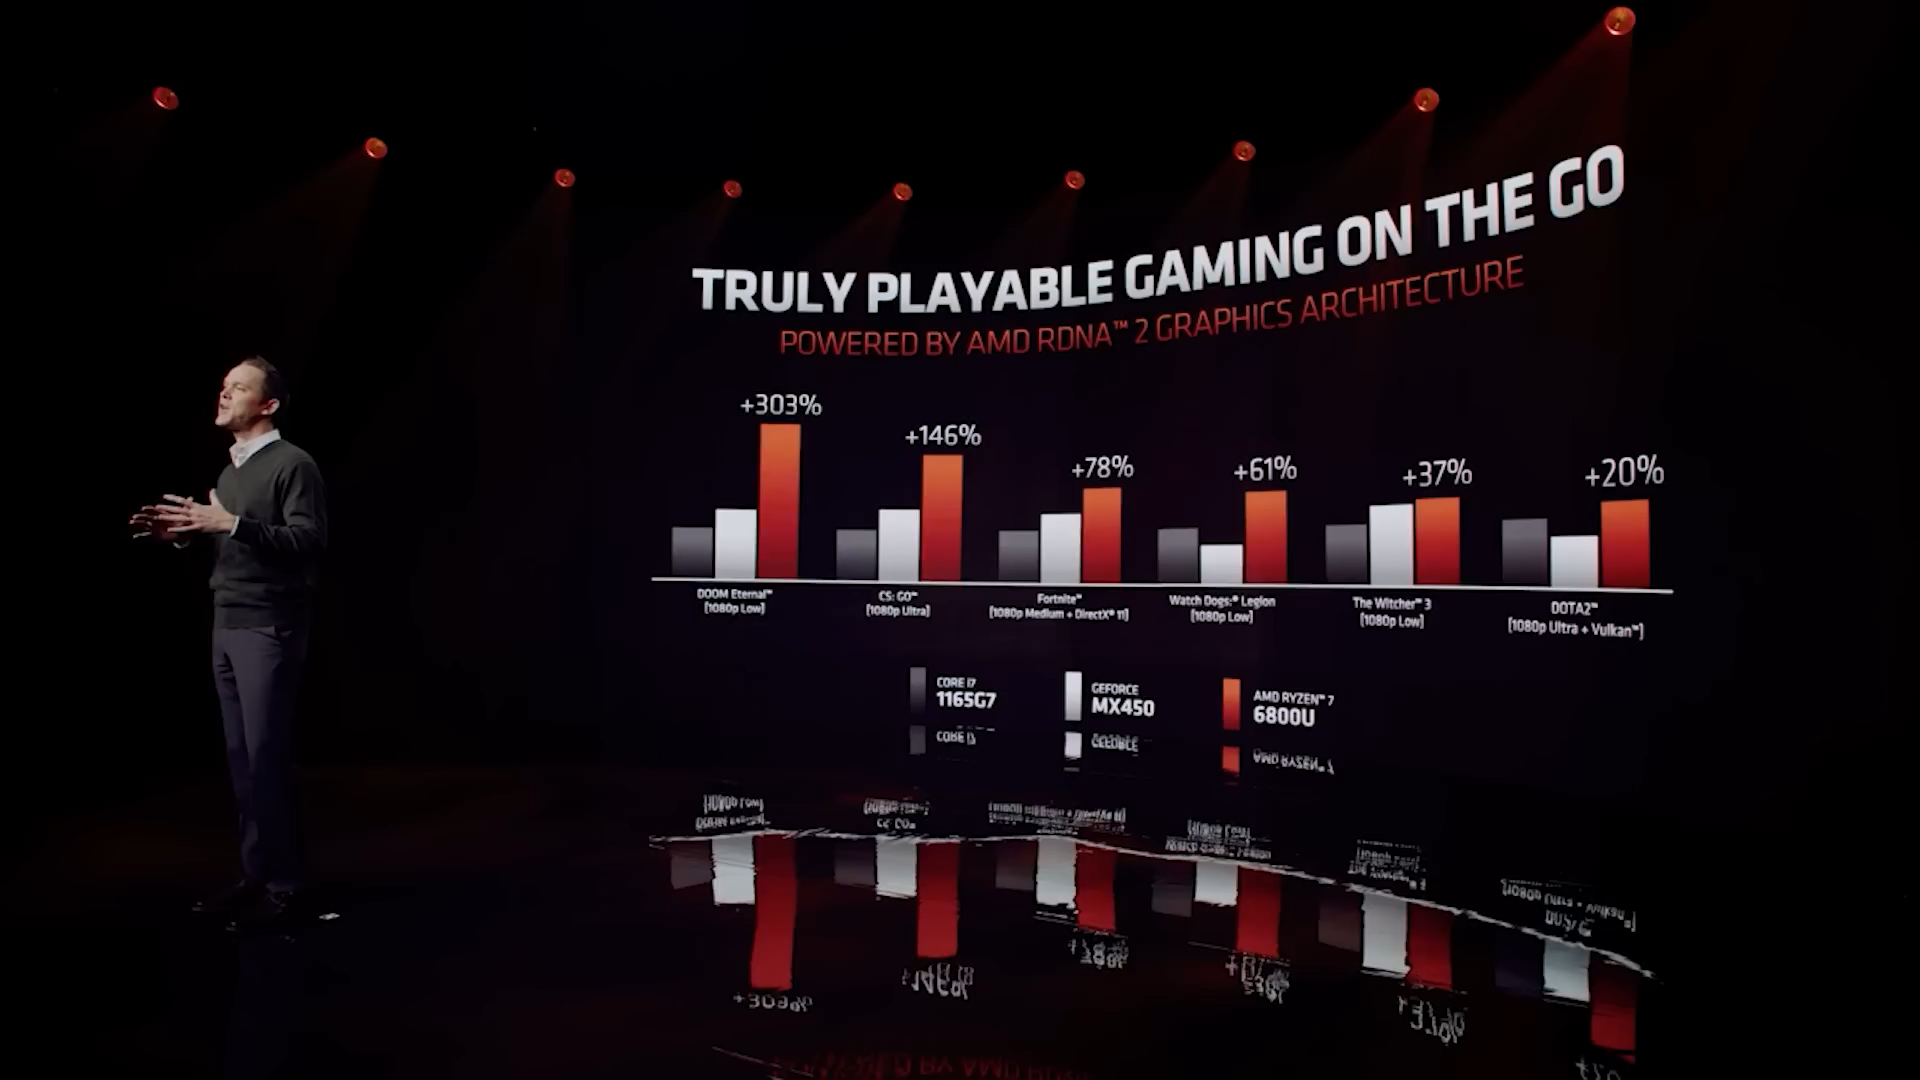 TRULY PLAYABLE GAMING ON THE GO
POWERED BY AMD RDNA™ 2 GRAPHICS ARCHITECTURE
+303%
+146%
+78%
+61%
+37%
+20%
DOOM Eternal™
[1080p Low]
CS: GO™
[1080p Ultra]
Fortnite™
[1080p Medium + DirectX® 11]
Watch Dogs:® Legion
[1080p Low]
The Witcher™ 3
[1080p Low]
DOTA2™
[1080p Ultra + Vulkan™]
CORE i7
1165G7
GEFORCE
MX450
AMD RYZEN™ 7
6800U